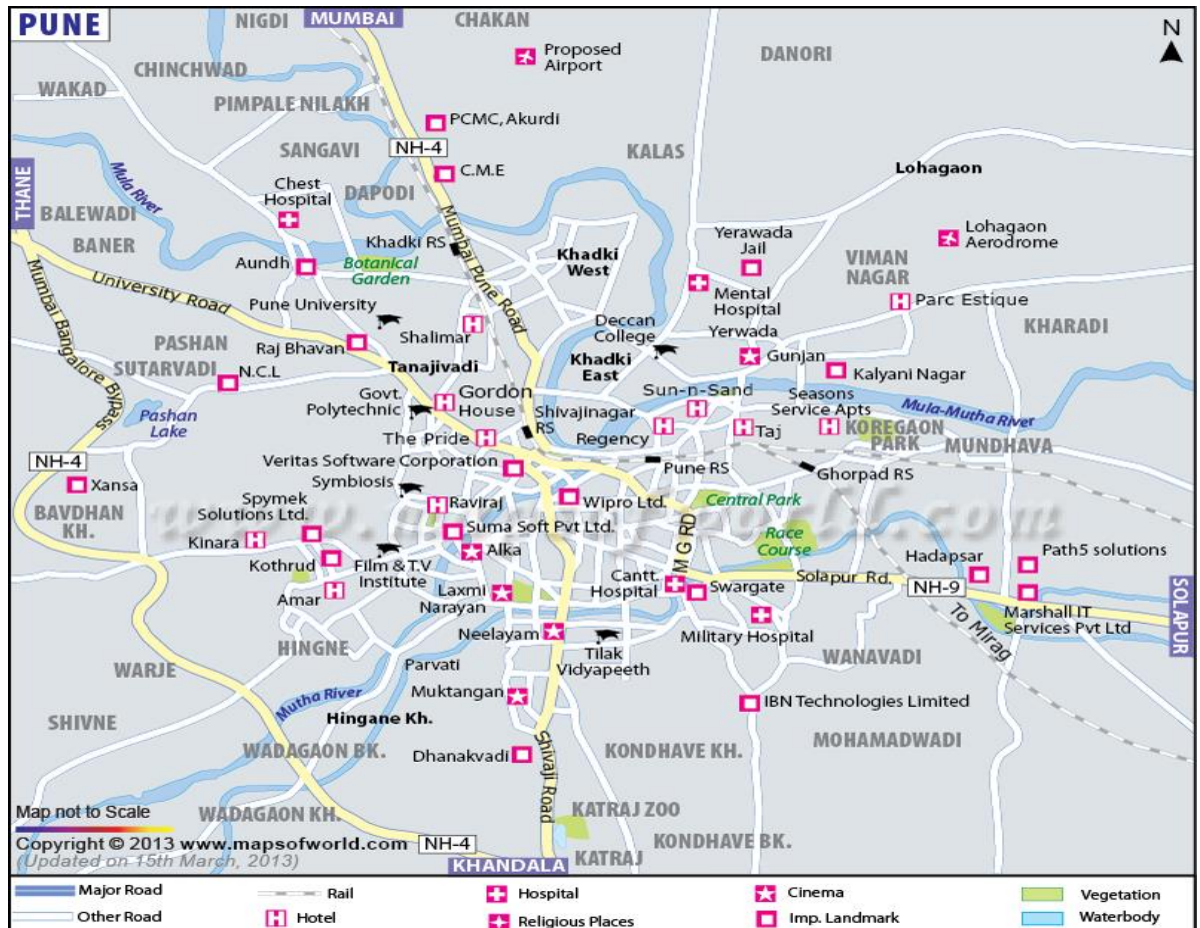 PUNE
NIGDI
MUMBAI
CHAKAN
N
Proposed
Airport
DANORI
CHINCHWAD
WAKAD
PIMPALE NILAKH
PCMC, Akurdi
NH-4
SANGAVI
KALAS
C.M.E
Lohagaon
THANE
Mula River
Chest
Hospital
DAPODI
BALEWADI
BANER
Khadki RS
Mumbai Pune Road
Khadki
West
Yerawada
Jail
Lohagaon
Aerodrome
VIMAN
NAGAR
Aundh
Botanical
Garden
Mental
Hospital
Parc Estique
University Road
Pune University
Shalimar
Deccan
College
Yerwada
KHARADI
Mumbai Bangalore Bypass
PASHAN
SUTARVADI
Raj Bhavan
Tanajivadi
Khadki
East
Gunjan
Kalyani Nagar
N.C.L
Govt.
Polytechnic
Gordon
House
Sun-n-Sand
Seasons
Service Apts
Mula-Mutha River
Pashan
Lake
Shivajinagar
RS
Regency
Taj
KOREGAON
PARK
MUNDHAVA
The Pride
NH-4
Veritas Software Corporation
Pune RS
Ghorpad RS
Xansa
Symbiosis
Spymek
Solutions Ltd.
Raviraj
Wipro Ltd.
Central Park
BAVDHAN
KH.
Kinara
Suma Soft Pvt Ltd.
M G RD
Race
Course
Alka
Kothrud
Film & T.V
Institute
Hadapsar
Path5 solutions
Cantt.
Hospital
Solapur Rd.
NH-9
Amar
Laxmi
Narayan
Swargate
Marshall IT
Services Pvt Ltd
SOLAPUR
To Mirag
HINGNE
Neelayam
Military Hospital
Tilak
Vidyapeeth
WANAVADI
WARJE
Parvati
Mutha River
Muktangan
IBN Technologies Limited
SHIVNE
Hingane Kh.
WADAGAON BK.
Dhanakvadi
Shivaji Road
KONDHAVE KH.
MOHAMADWADI
WADAGAON KH.
KATRAJ ZOO
KONDHAVE BK.
KATRAJ
NH-4
KHANDALA
Map not to Scale
Copyright © 2013 www.mapsofworld.com
(Updated on 15th March, 2013)
Major Road
Rail
Hospital
Cinema
Vegetation
Other Road
Hotel
Religious Places
Imp. Landmark
Waterbody